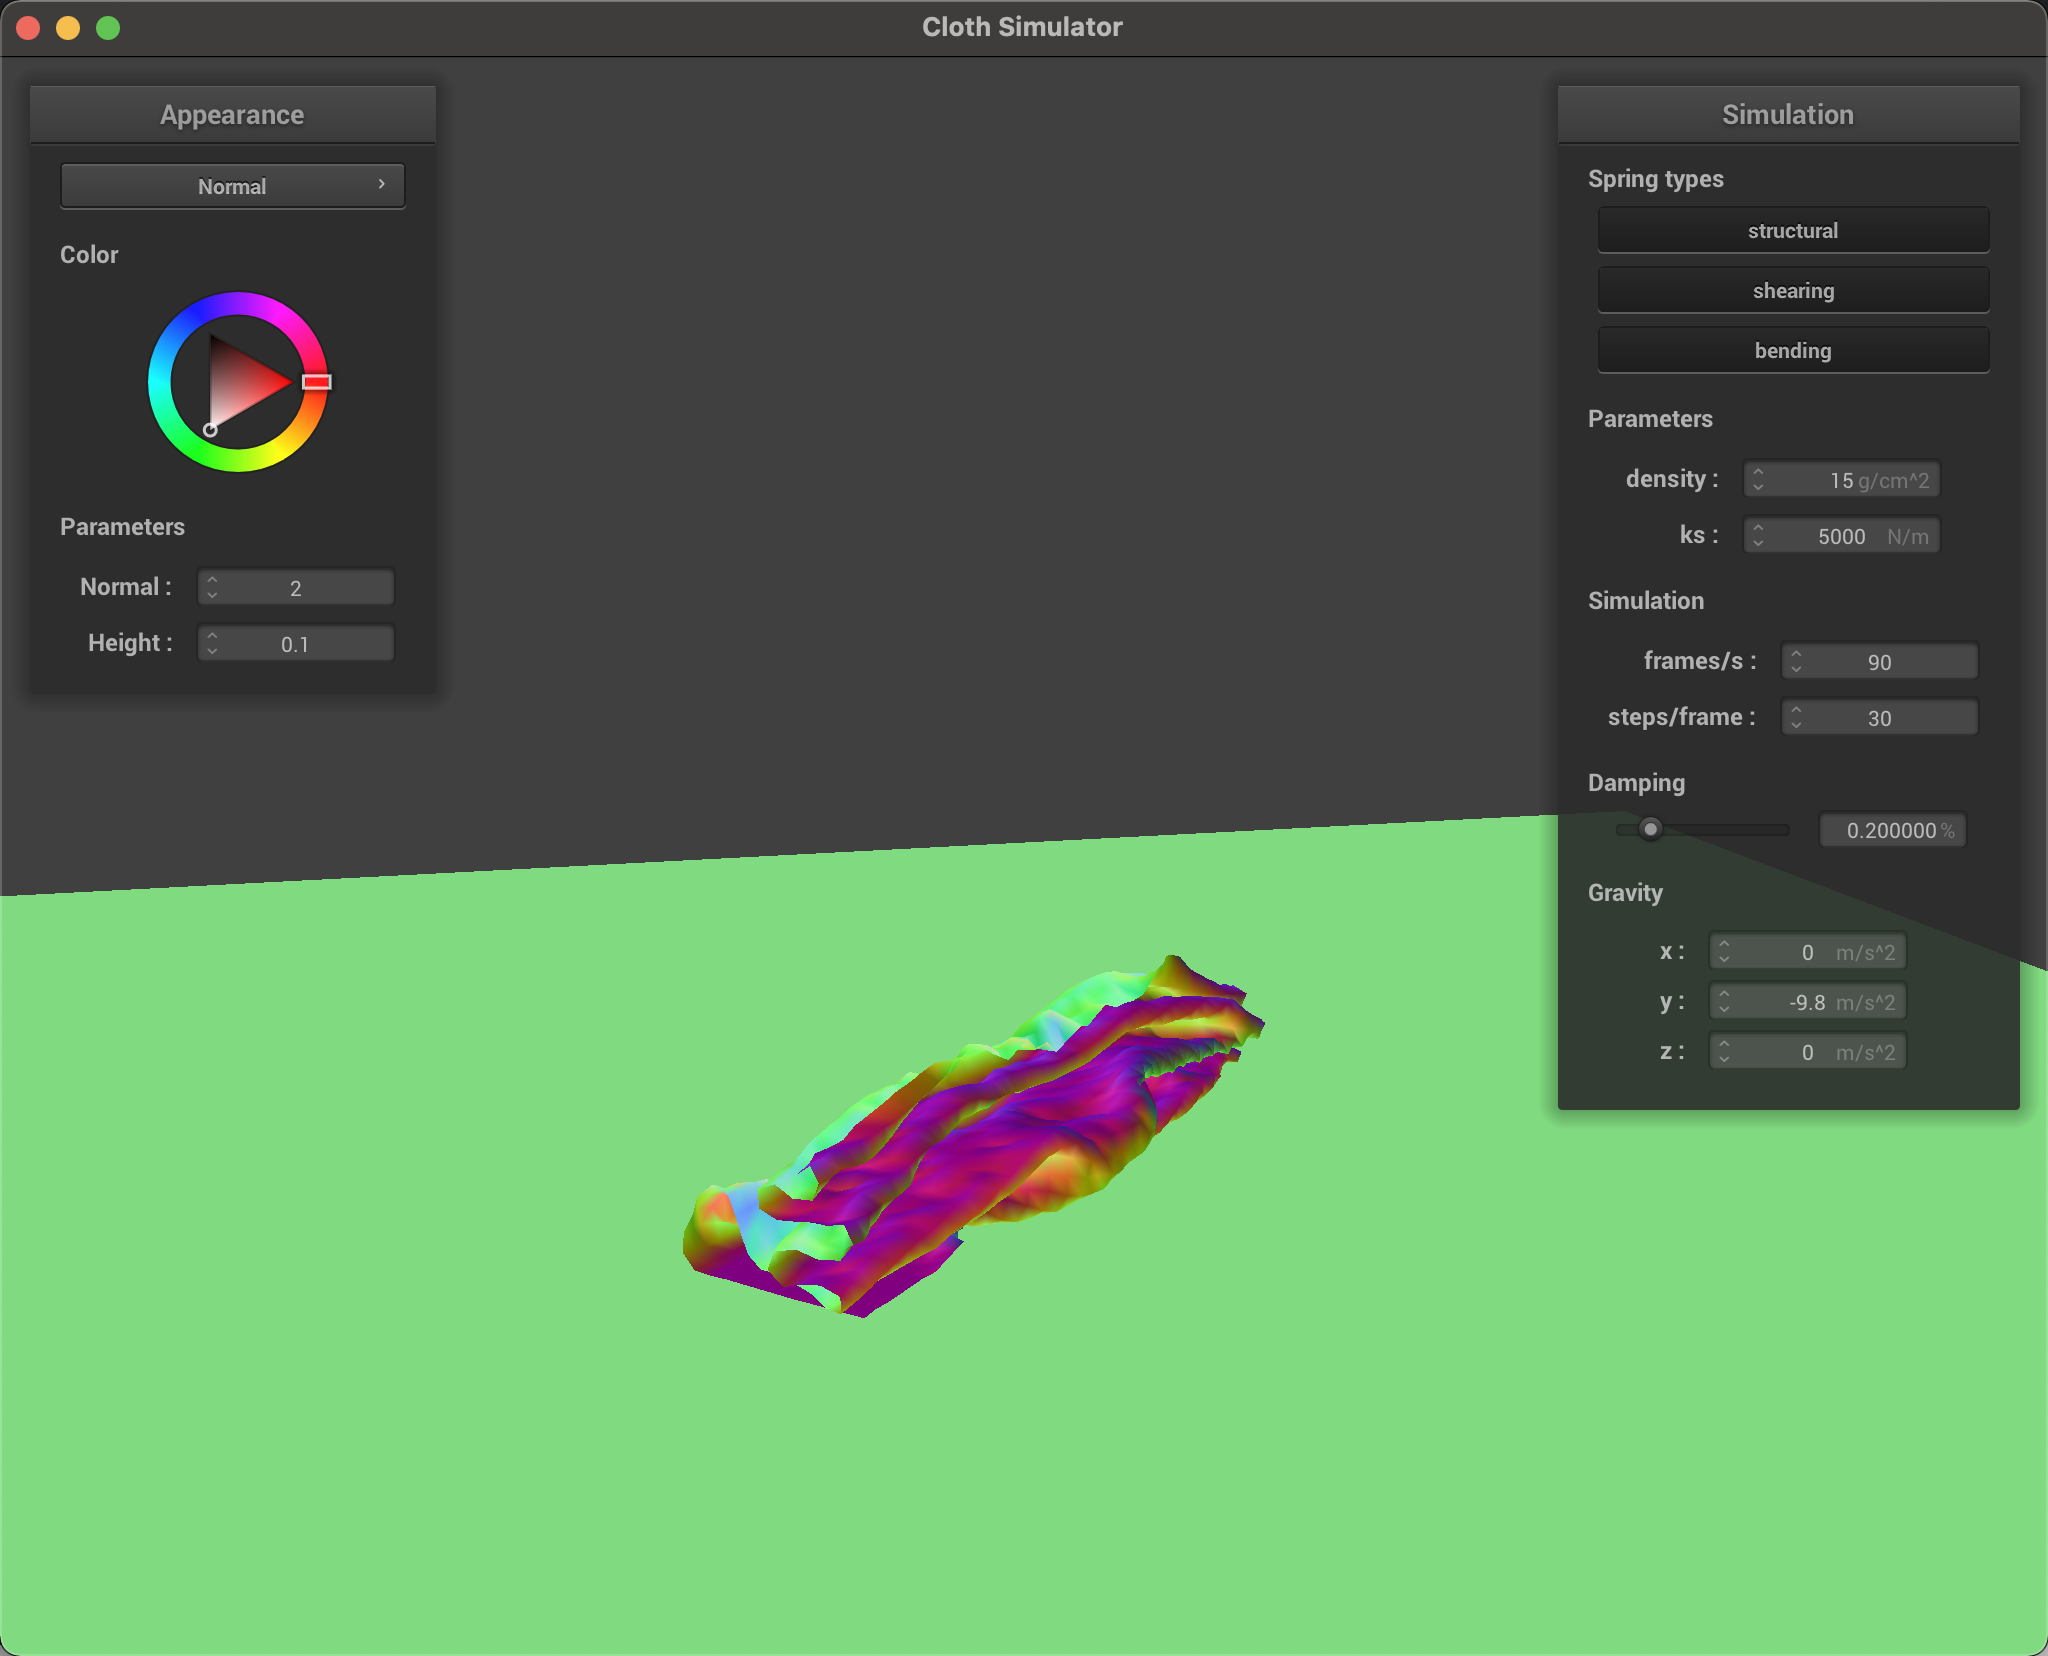 Cloth Simulator
Appearance
Normal
Color
Parameters
Normal : 2
Height : 0.1
Simulation
Spring types
structural
shearing
bending
Parameters
density : 15 g/cm^2
ks : 5000 N/m
Simulation
frames/s : 90
steps/frame : 30
Damping
0.200000 %
Gravity
x : 0 m/s^2
y : -9.8 m/s^2
z : 0 m/s^2